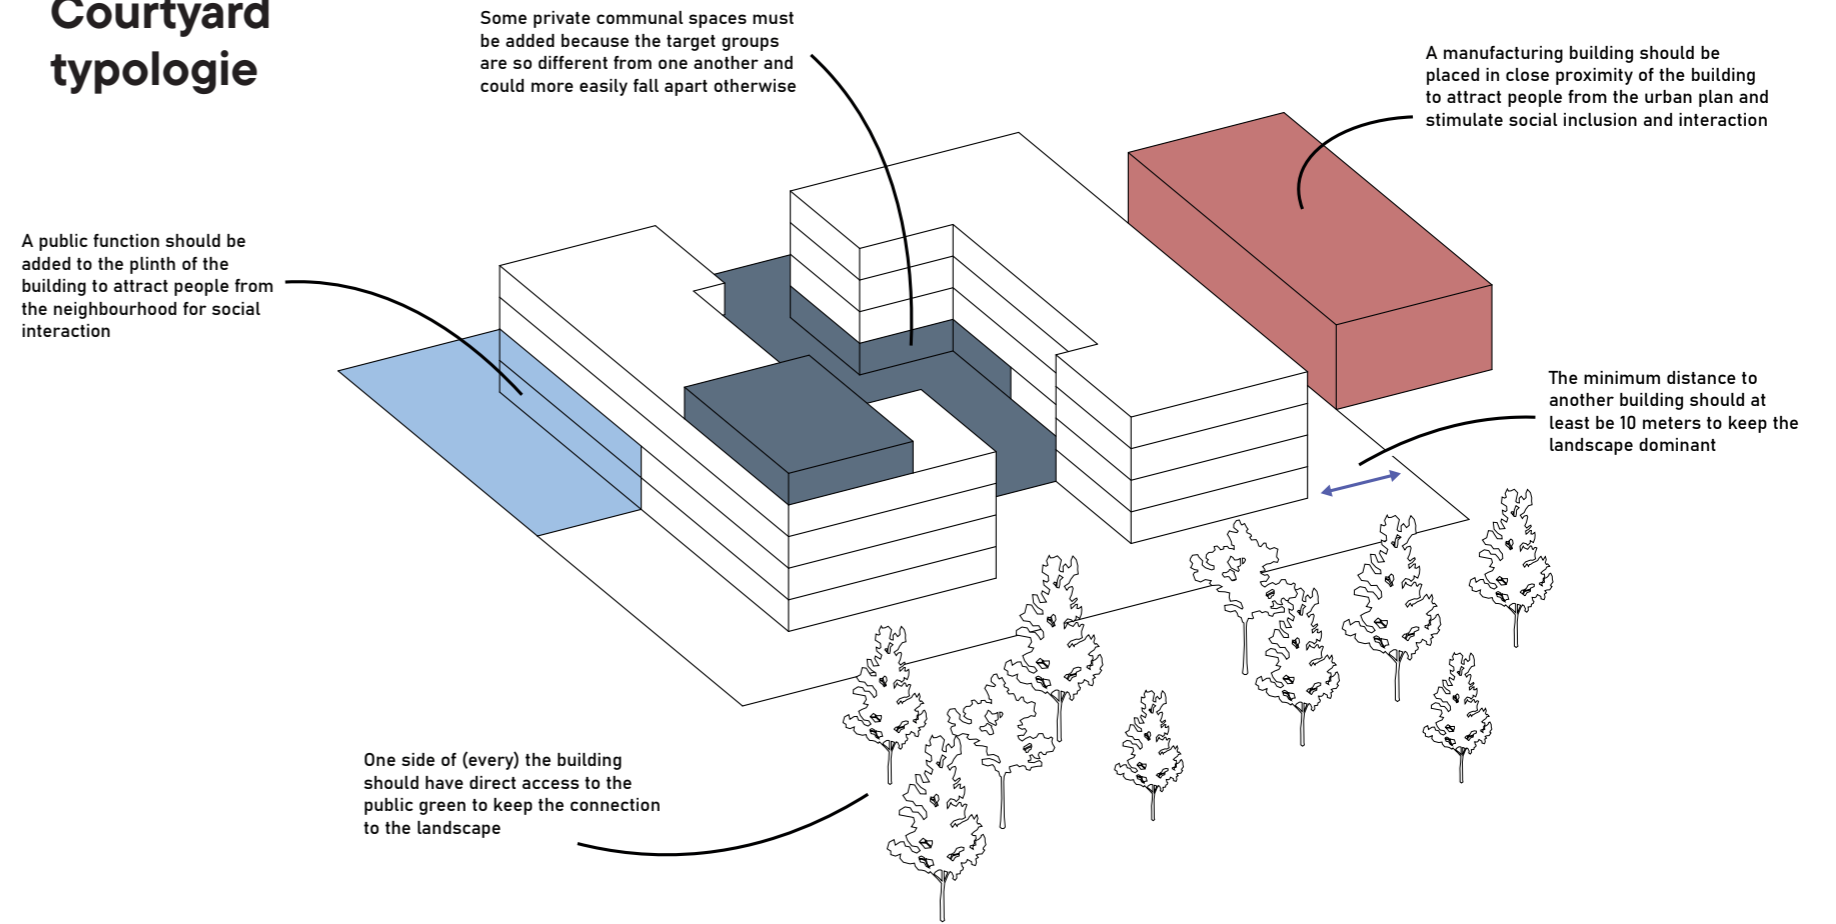 Courtyard
typologie
Some private communal spaces must
be added because the target groups
are so different from one another and
could more easily fall apart otherwise
A manufacturing building should be
placed in close proximity of the building
to attract people from the urban plan and
stimulate social inclusion and interaction
A public function should be
added to the plinth of the
building to attract people from
the neighbourhood for social
interaction
The minimum distance to
another building should at
least be 10 meters to keep the
landscape dominant
One side of (every) the building
should have direct access to the
public green to keep the connection
to the landscape